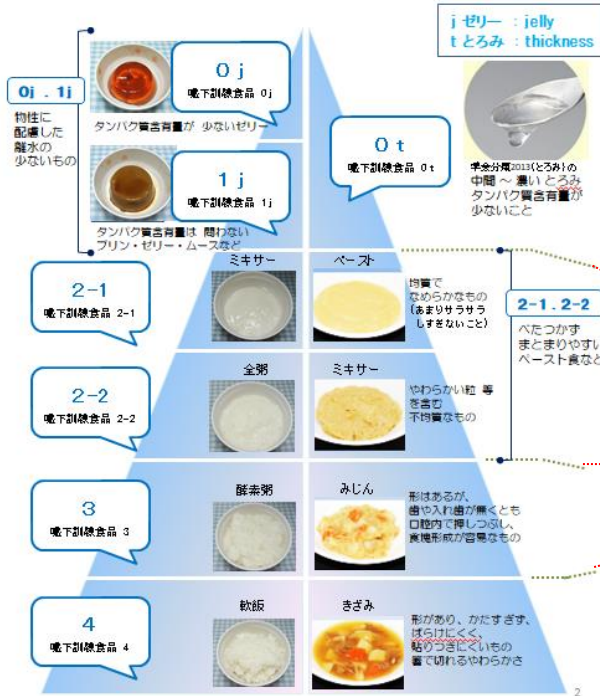 j ゼリー : jelly
t とろみ : thickness
0j . 1j
物性に
配慮した
離水の
少ないもの
0 j
嚥下訓練食品 0j
タンパク質含有量が 少ないゼリー
1 j
嚥下訓練食品 1j
タンパク質含有量は 問わない
プリン・ゼリー・ムースなど
0 t
嚥下訓練食品 0t
学会分類2013(とろみ)の
中間 ~ 濃い とろみ
タンパク質含有量が
少ないこと
2-1
嚥下訓練食品 2-1
ミキサー
ペースト
均質で
なめらかなもの
(あまりサラサラ
しすぎないこと)
2-1 . 2-2
べたつかず
まとまりやすい
ペースト食など
2-2
嚥下訓練食品 2-2
全粥
ミキサー
やわらかい粒 等
を含む
不均質なもの
3
嚥下訓練食品 3
酵素粥
みじん
形はあるが、
歯や入れ歯が無くとも
口腔内で押しつぶし、
食塊形成が容易なもの
4
嚥下訓練食品 4
軟飯
きざみ
形があり、かたすぎず、
ばらけにくく、
貼りつきにくいもの
箸で切れるやわらかさ
2